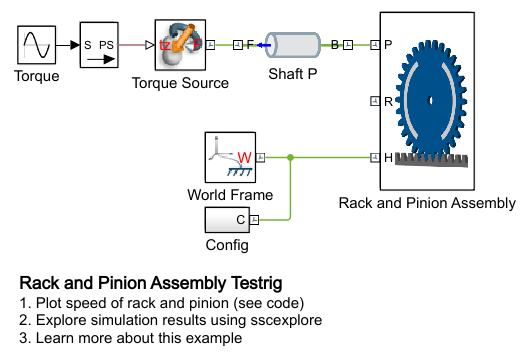 S PS
tz
F
F
B
P
R
H
Torque
Torque Source
Shaft P
W
World Frame
Rack and Pinion Assembly
C
Config
Rack and Pinion Assembly Testrig
1. Plot speed of rack and pinion (see code)
2. Explore simulation results using sscexplore
3. Learn more about this example